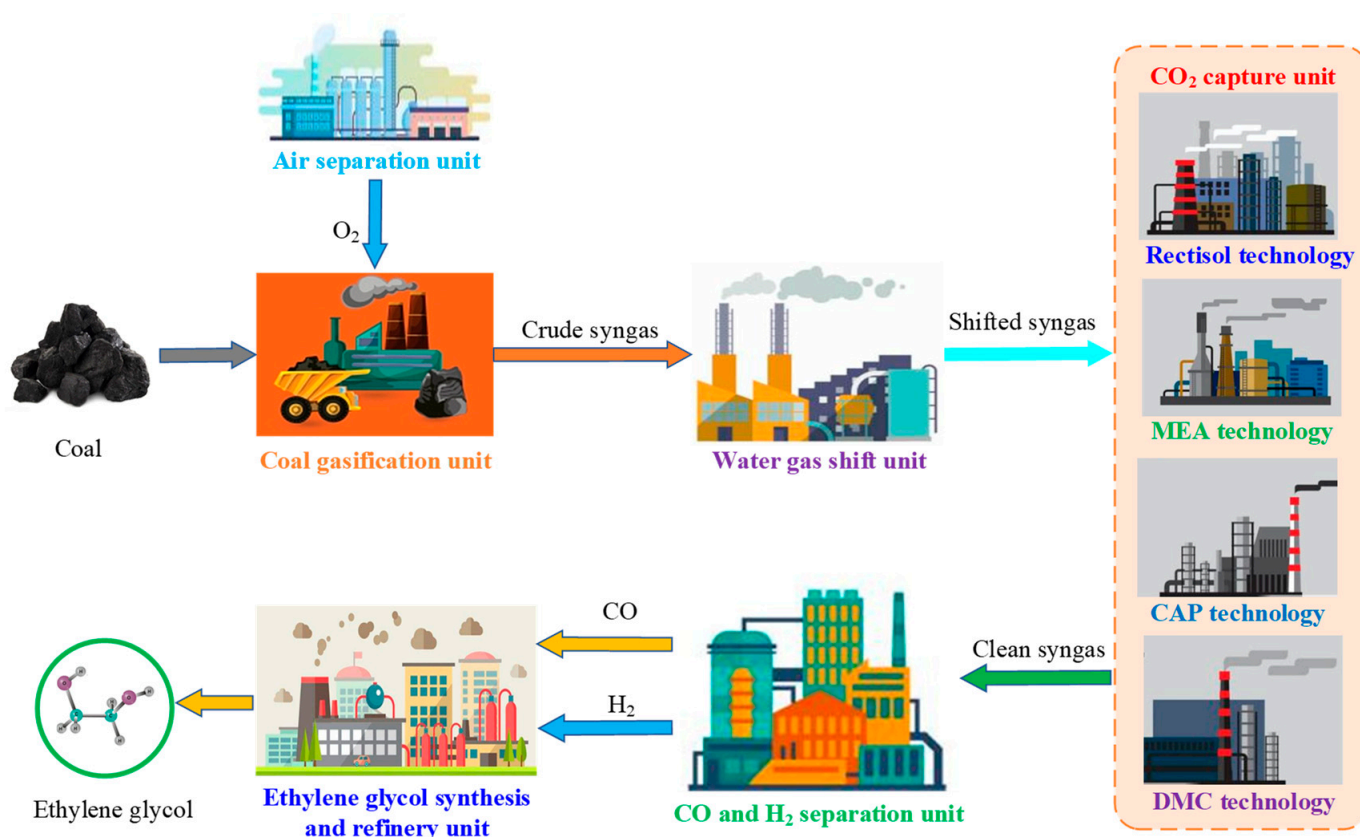 Air separation unit
O₂
Coal
Coal gasification unit
Crude syngas
Water gas shift unit
Shifted syngas
CO₂ capture unit
Rectisol technology
MEA technology
CAP technology
DMC technology
Clean syngas
CO and H₂ separation unit
CO
H₂
Ethylene glycol synthesis
and refinery unit
Ethylene glycol